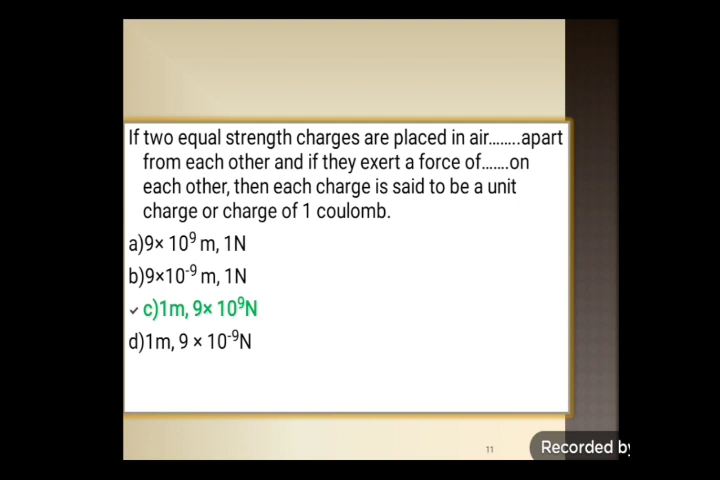 If two equal strength charges are placed in air........apart
from each other and if they exert a force of.......on
each other, then each charge is said to be a unit
charge or charge of 1 coulomb.
a)9× 10⁹ m, 1N
b)9×10⁻⁹ m, 1N
✓ c)1m, 9× 10⁹N
d)1m, 9 × 10⁻⁹N
11
Recorded by